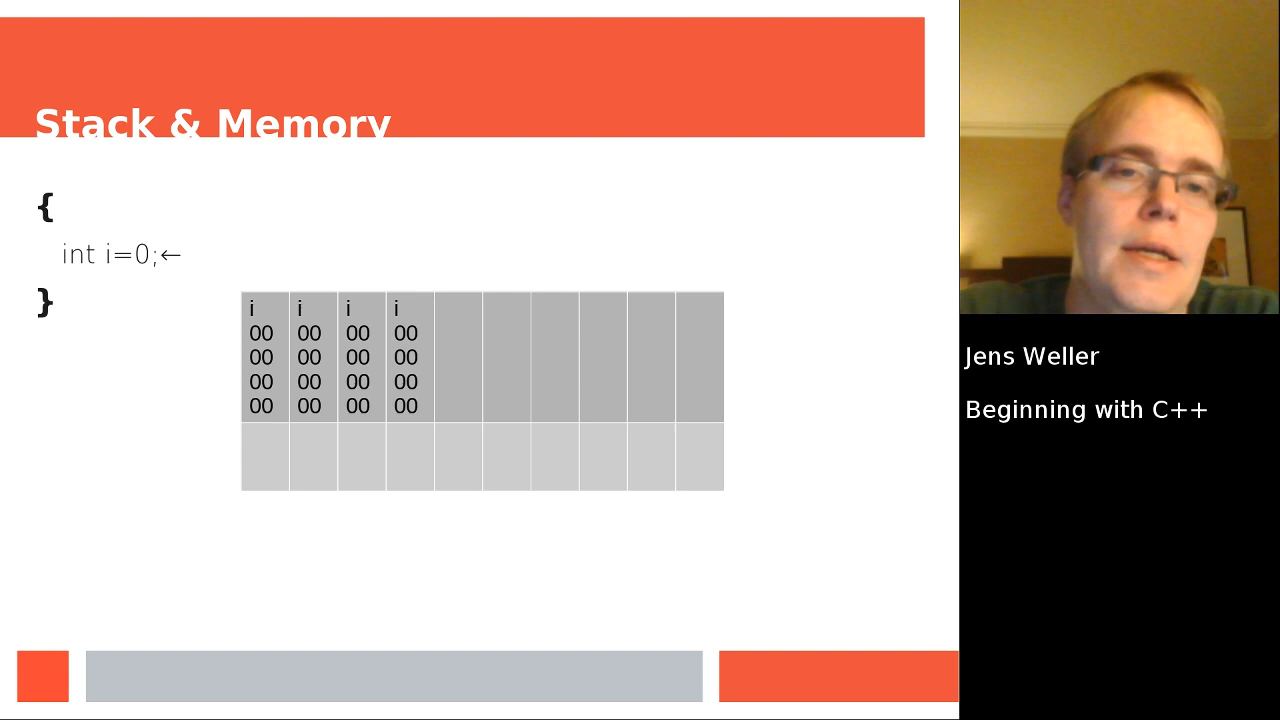 Stack & Memory
{
int i=0;←
}
i i i i
00 00 00 00
00 00 00 00
00 00 00 00
00 00 00 00
Jens Weller
Beginning with C++